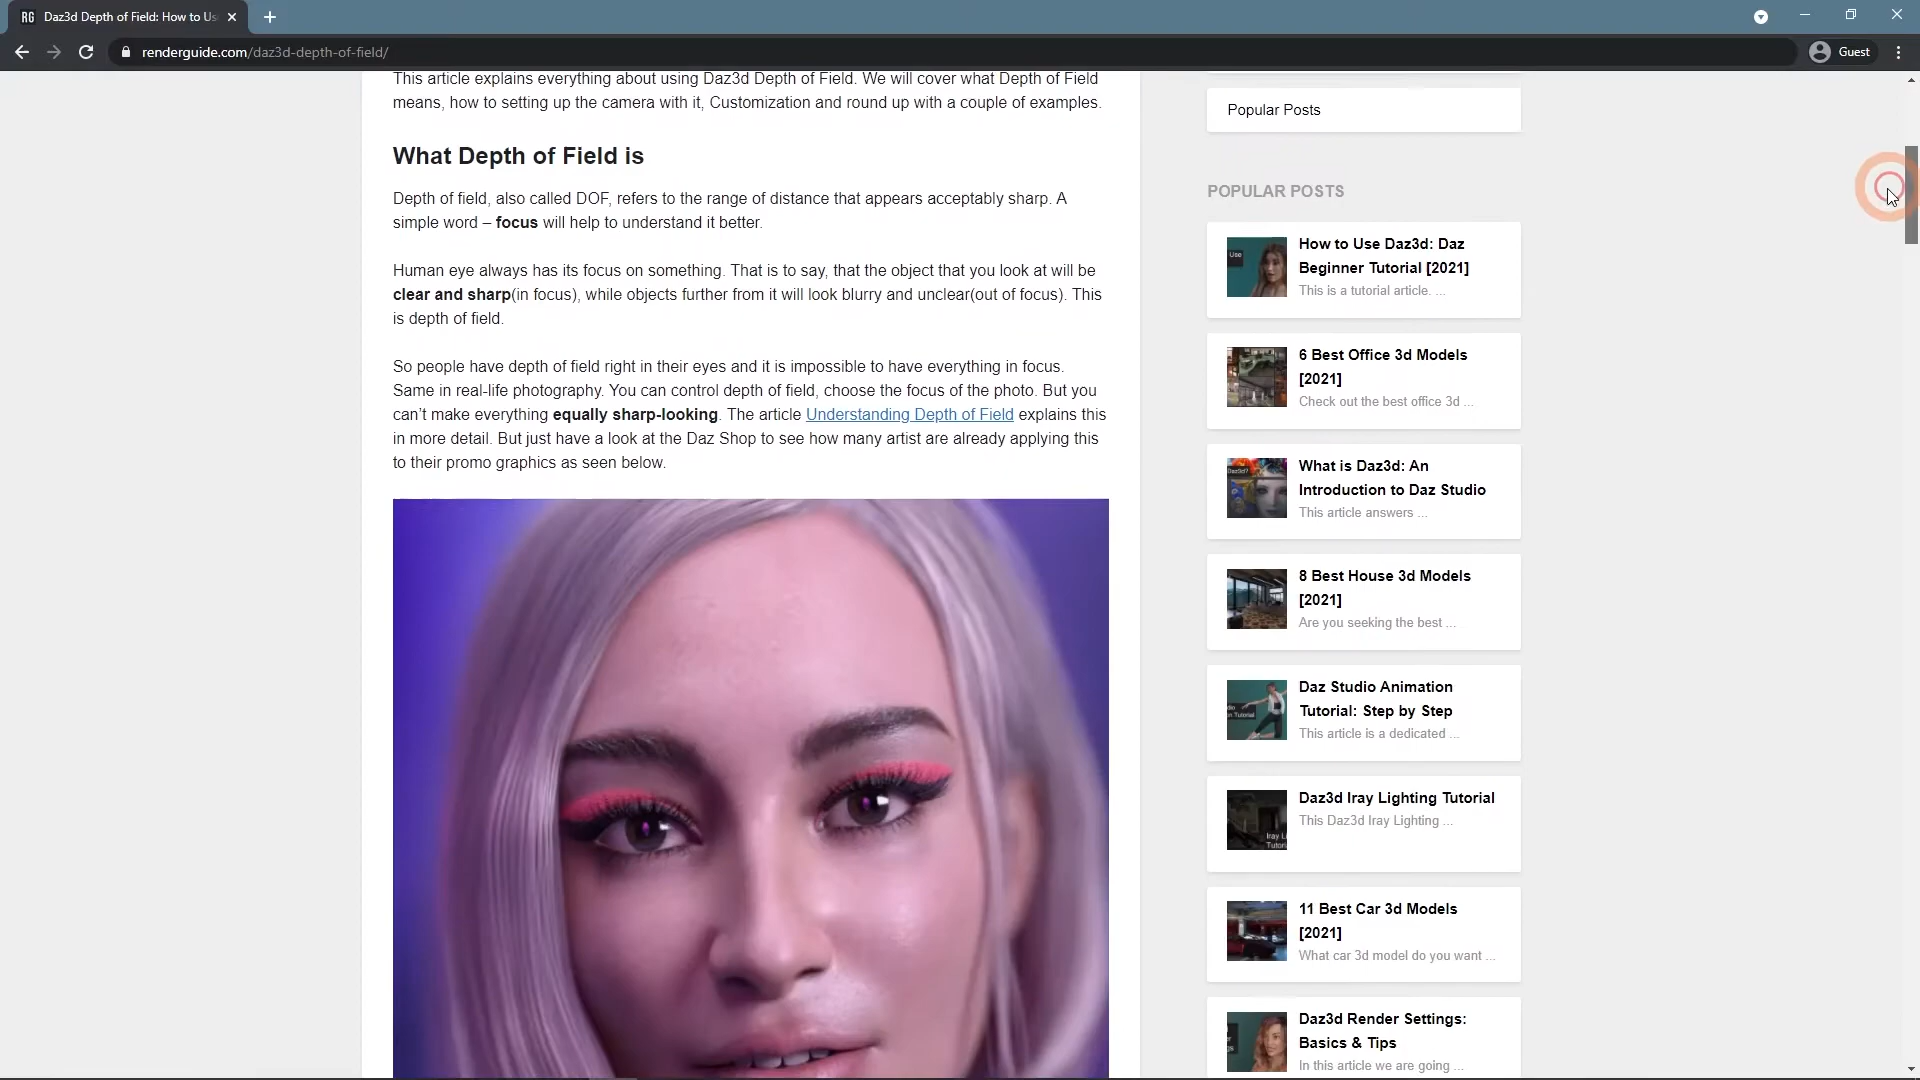 RG Daz3d Depth of Field: How to Us
renderguide.com/daz3d-depth-of-field/
Guest
This article explains everything about using Daz3d Depth of Field. We will cover what Depth of Field
means, how to setting up the camera with it, Customization and round up with a couple of examples.
What Depth of Field is
Depth of field, also called DOF, refers to the range of distance that appears acceptably sharp. A
simple word – focus will help to understand it better.
Human eye always has its focus on something. That is to say, that the object that you look at will be
clear and sharp(in focus), while objects further from it will look blurry and unclear(out of focus). This
is depth of field.
So people have depth of field right in their eyes and it is impossible to have everything in focus.
Same in real-life photography. You can control depth of field, choose the focus of the photo. But you
can't make everything equally sharp-looking. The article Understanding Depth of Field explains this
in more detail. But just have a look at the Daz Shop to see how many artist are already applying this
to their promo graphics as seen below.
Popular Posts
POPULAR POSTS
Use
How to Use Daz3d: Daz
Beginner Tutorial [2021]
This is a tutorial article. ...
6 Best Office 3d Models
[2021]
Check out the best office 3d ...
Daz3d?
What is Daz3d: An
Introduction to Daz Studio
This article answers ...
8 Best House 3d Models
[2021]
Are you seeking the best ...
Daz Studio Animation
Tutorial: Step by Step
This article is a dedicated ...
Iray Li
Tutori
Daz3d Iray Lighting Tutorial
This Daz3d Iray Lighting ...
11 Best Car 3d Models
[2021]
What car 3d model do you want ...
Daz3d Render Settings:
Basics & Tips
In this article we are going ...